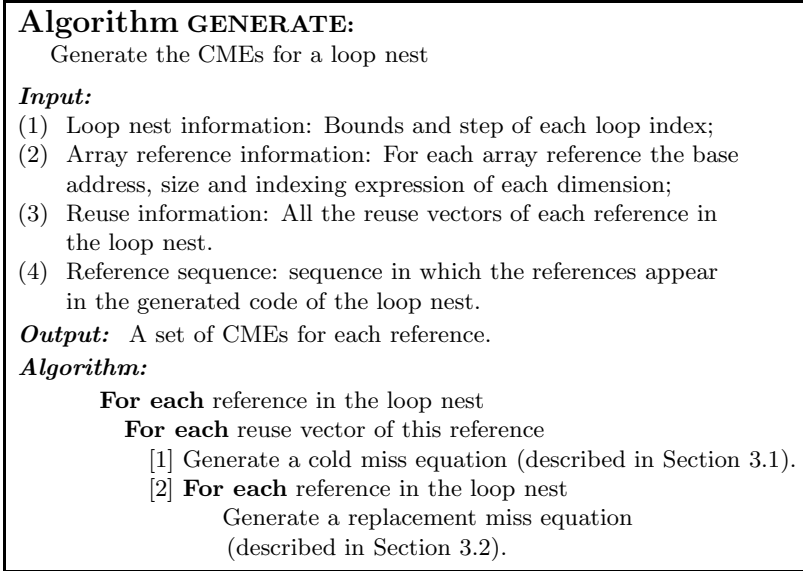 Algorithm GENERATE:
Generate the CMEs for a loop nest
Input:
(1) Loop nest information: Bounds and step of each loop index;
(2) Array reference information: For each array reference the base
address, size and indexing expression of each dimension;
(3) Reuse information: All the reuse vectors of each reference in
the loop nest.
(4) Reference sequence: sequence in which the references appear
in the generated code of the loop nest.
Output: A set of CMEs for each reference.
Algorithm:
For each reference in the loop nest
For each reuse vector of this reference
[1] Generate a cold miss equation (described in Section 3.1).
[2] For each reference in the loop nest
Generate a replacement miss equation
(described in Section 3.2).